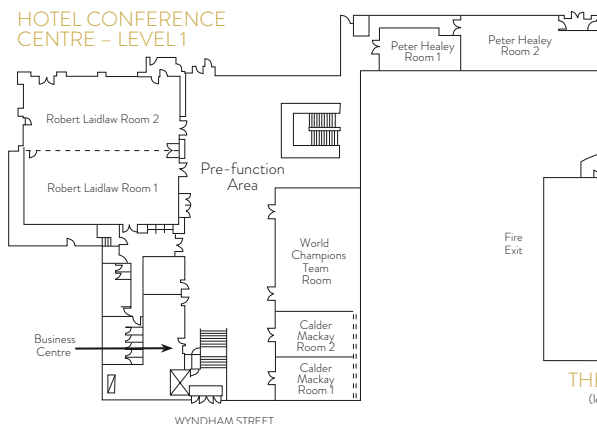 HOTEL CONFERENCE
CENTRE – LEVEL 1
Peter Healey
Room 1
Peter Healey
Room 2
Robert Laidlaw Room 2
Pre-function
Area
Robert Laidlaw Room 1
World
Champions
Team
Room
Fire
Exit
Calder
Mackay
Room 2
Business
Centre
Calder
Mackay
Room 1
WYNDHAM STREET